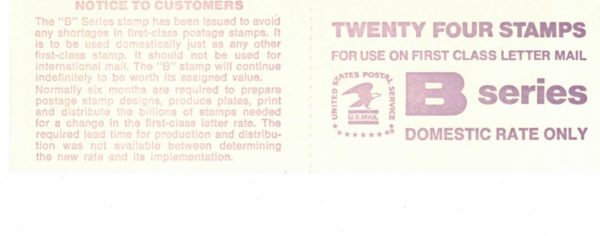 NOTICE TO CUSTOMERS
The "B" Series stamp has been issued to avoid
any shortages in first-class postage stamps. It
is to be used domestically just as any other
first-class stamp. It should not be used for
international mail. The "B" stamp will continue
indefinitely to be worth its assigned value.
Normally six months are required to prepare
postage stamp designs, produce plates, print
and distribute the billions of stamps needed
for a change in the first-class letter rate. The
required lead time for production and distribu-
tion was not available between determining
the new rate and its implementation.
TWENTY FOUR STAMPS
FOR USE ON FIRST CLASS LETTER MAIL
UNITED STATES POSTAL SERVICE
U.S.MAIL
B series
DOMESTIC RATE ONLY